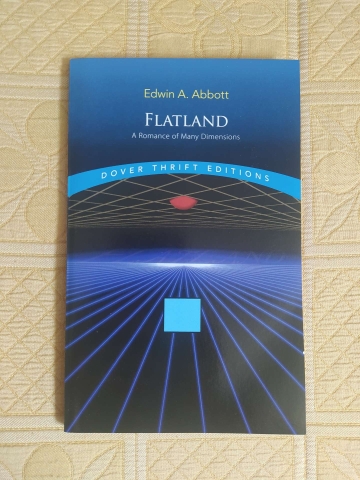 Edwin A. Abbott
FLATLAND
A Romance of Many Dimensions
DOVER THRIFT EDITIONS